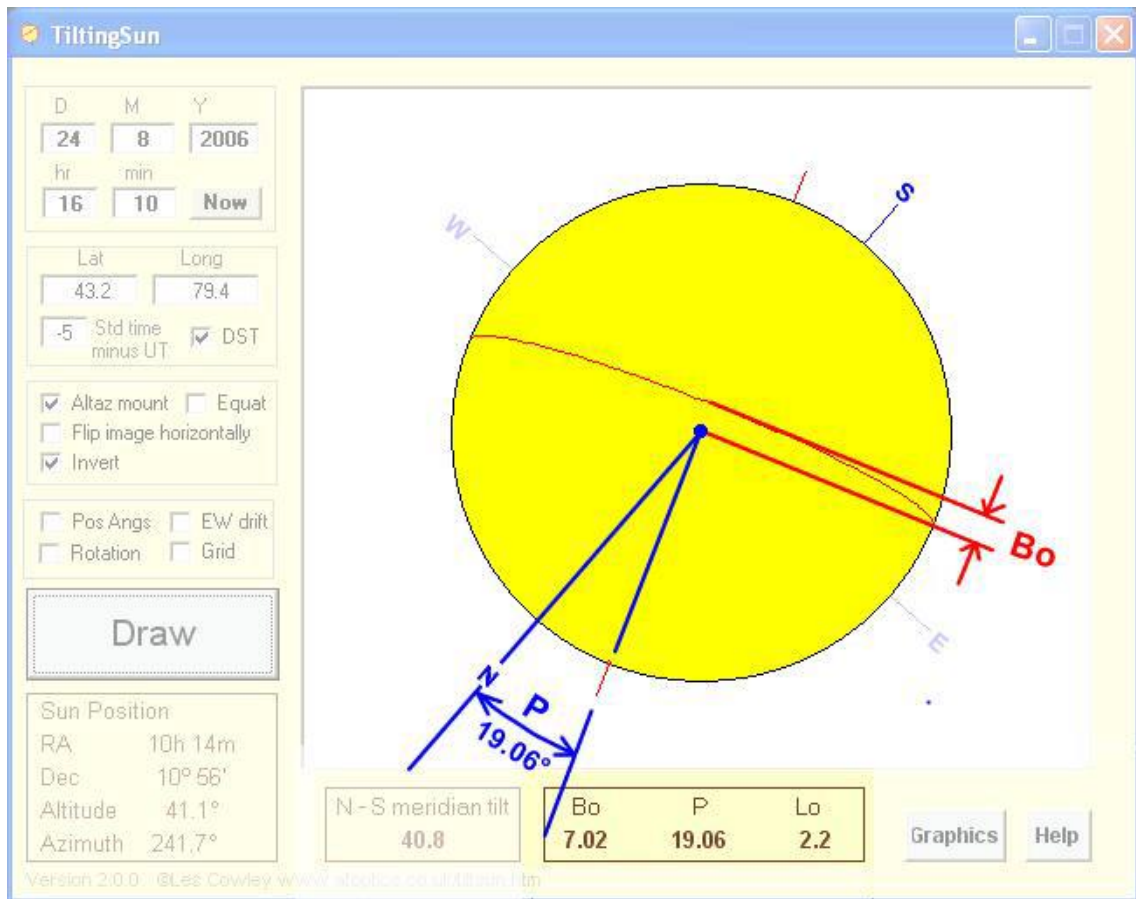 TiltingSun
D M Y
24 8 2006
hr min
16 10 Now
Lat Long
43.2 79.4
-5 Std time minus UT DST
Altaz mount Equat
Flip image horizontally
Invert
Pos Angs EW drift
Rotation Grid
Draw
Sun Position
RA 10h 14m
Dec 10º 56'
Altitude 41.1°
Azimuth 241.7°
W
S
Bo
E
N
P
19.06°
N - S meridian tilt
40.8
Bo P Lo
7.02 19.06 2.2
Graphics Help
Version 2.0.0 ©Les Cowley